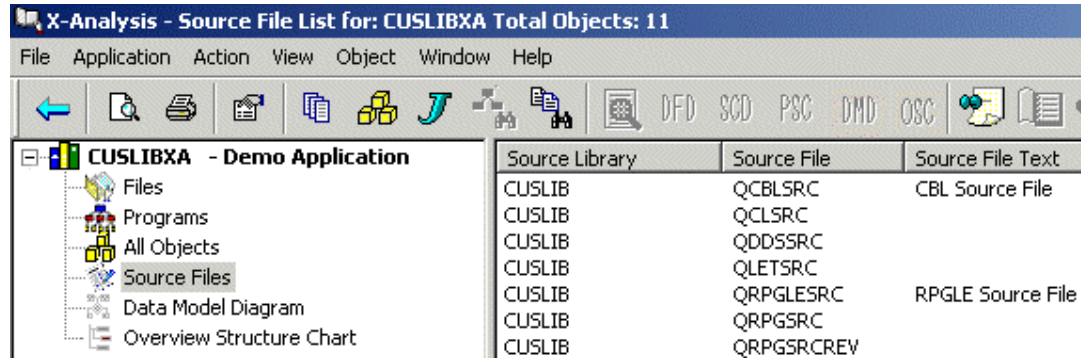 X-Analysis - Source File List for: CUSLIBXA Total Objects: 11
File Application Action View Object Window Help
DFD SCD PSC DMD OSC
CUSLIBXA - Demo Application
Files
Programs
All Objects
Source Files
Data Model Diagram
Overview Structure Chart
Source Library Source File Source File Text
CUSLIB QCBLSRC CBL Source File
CUSLIB QCLSRC
CUSLIB QDDSSRC
CUSLIB QLETSRC
CUSLIB QRPGLESRC RPGLE Source File
CUSLIB QRPGSRC
CUSLIB QRPGSRCREV